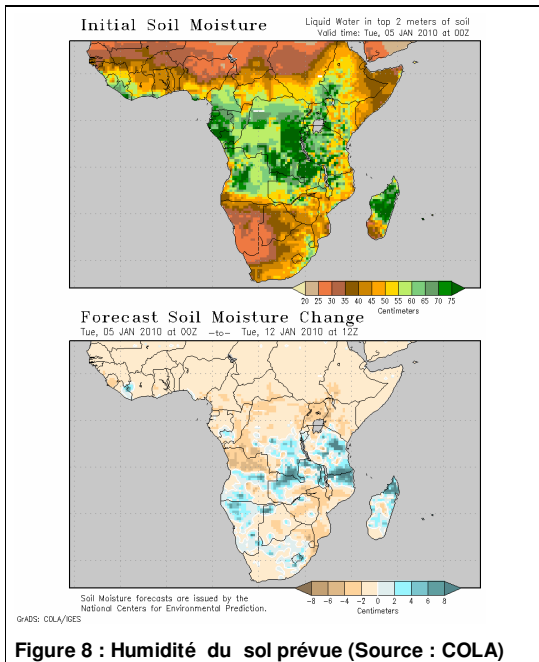 Initial Soil Moisture
Liquid Water in top 2 meters of soil
Valid time: Tue, 05 JAN 2010 at 00Z
20 25 30 35 40 45 50 55 60 65 70 75
Centimeters
Forecast Soil Moisture Change
Tue, 05 JAN 2010 at 00Z -to- Tue, 12 JAN 2010 at 12Z
-8 -6 -4 -2 0 2 4 6 8
Centimeters
Soil Moisture forecasts are issued by the
National Centers for Environmental Prediction.
GrADS: COLA/IGES
Figure 8 : Humidité du sol prévue (Source : COLA)